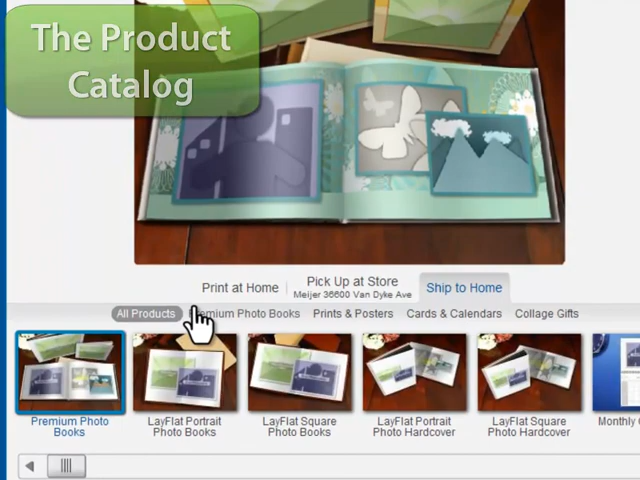 The Product
Catalog
Print at Home
Pick Up at Store
Meijer 36600 Van Dyke Ave
Ship to Home
All Products
Premium Photo Books
Prints & Posters
Cards & Calendars
Collage Gifts
Premium Photo
Books
LayFlat Portrait
Photo Books
LayFlat Square
Photo Books
LayFlat Portrait
Photo Hardcover
LayFlat Square
Photo Hardcover
Monthly